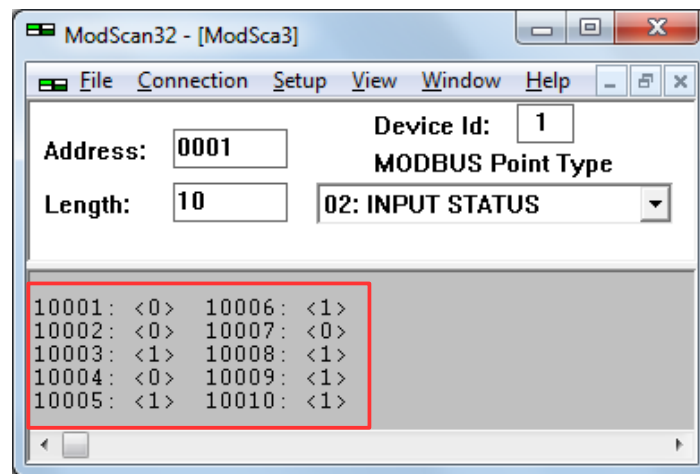 ModScan32 - [ModSca3]
File Connection Setup View Window Help
Address: 0001
Device Id: 1
MODBUS Point Type
Length: 10
02: INPUT STATUS
10001: <0> 10006: <1>
10002: <0> 10007: <0>
10003: <1> 10008: <1>
10004: <0> 10009: <1>
10005: <1> 10010: <1>